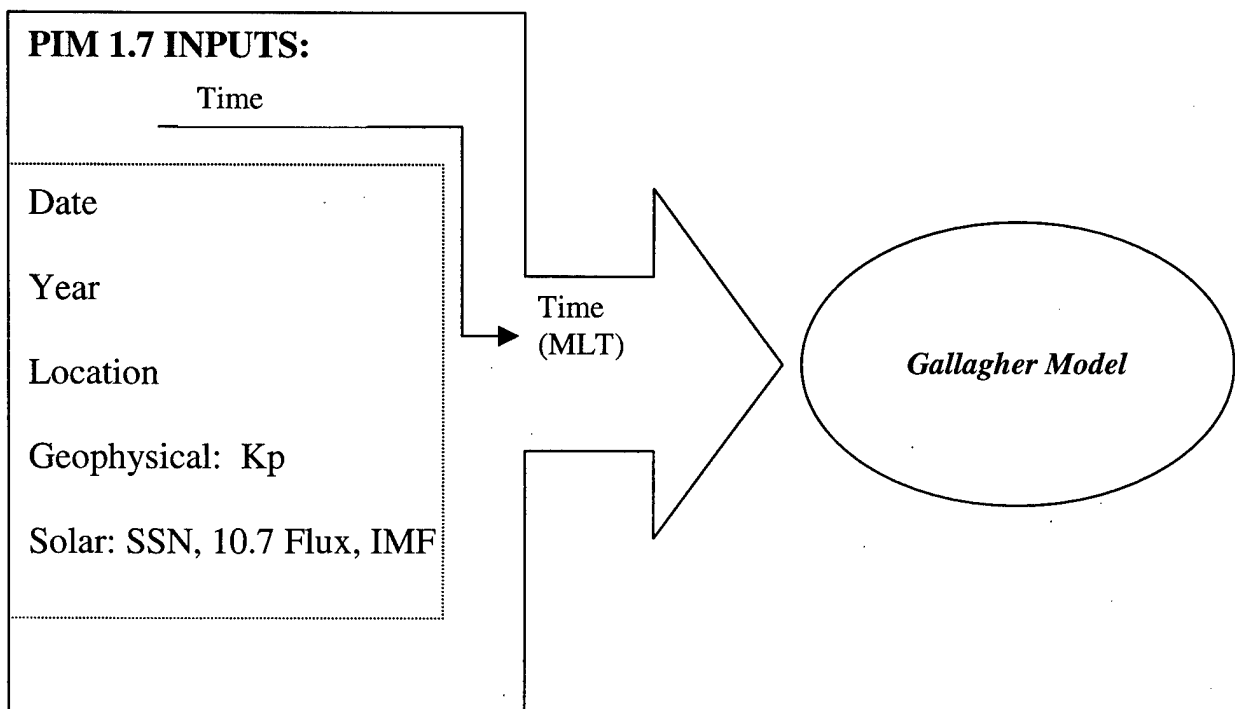 PIM 1.7 INPUTS:
Time
Date
Year
Location
Geophysical: Kp
Solar: SSN, 10.7 Flux, IMF
Time
(MLT)
Gallagher Model